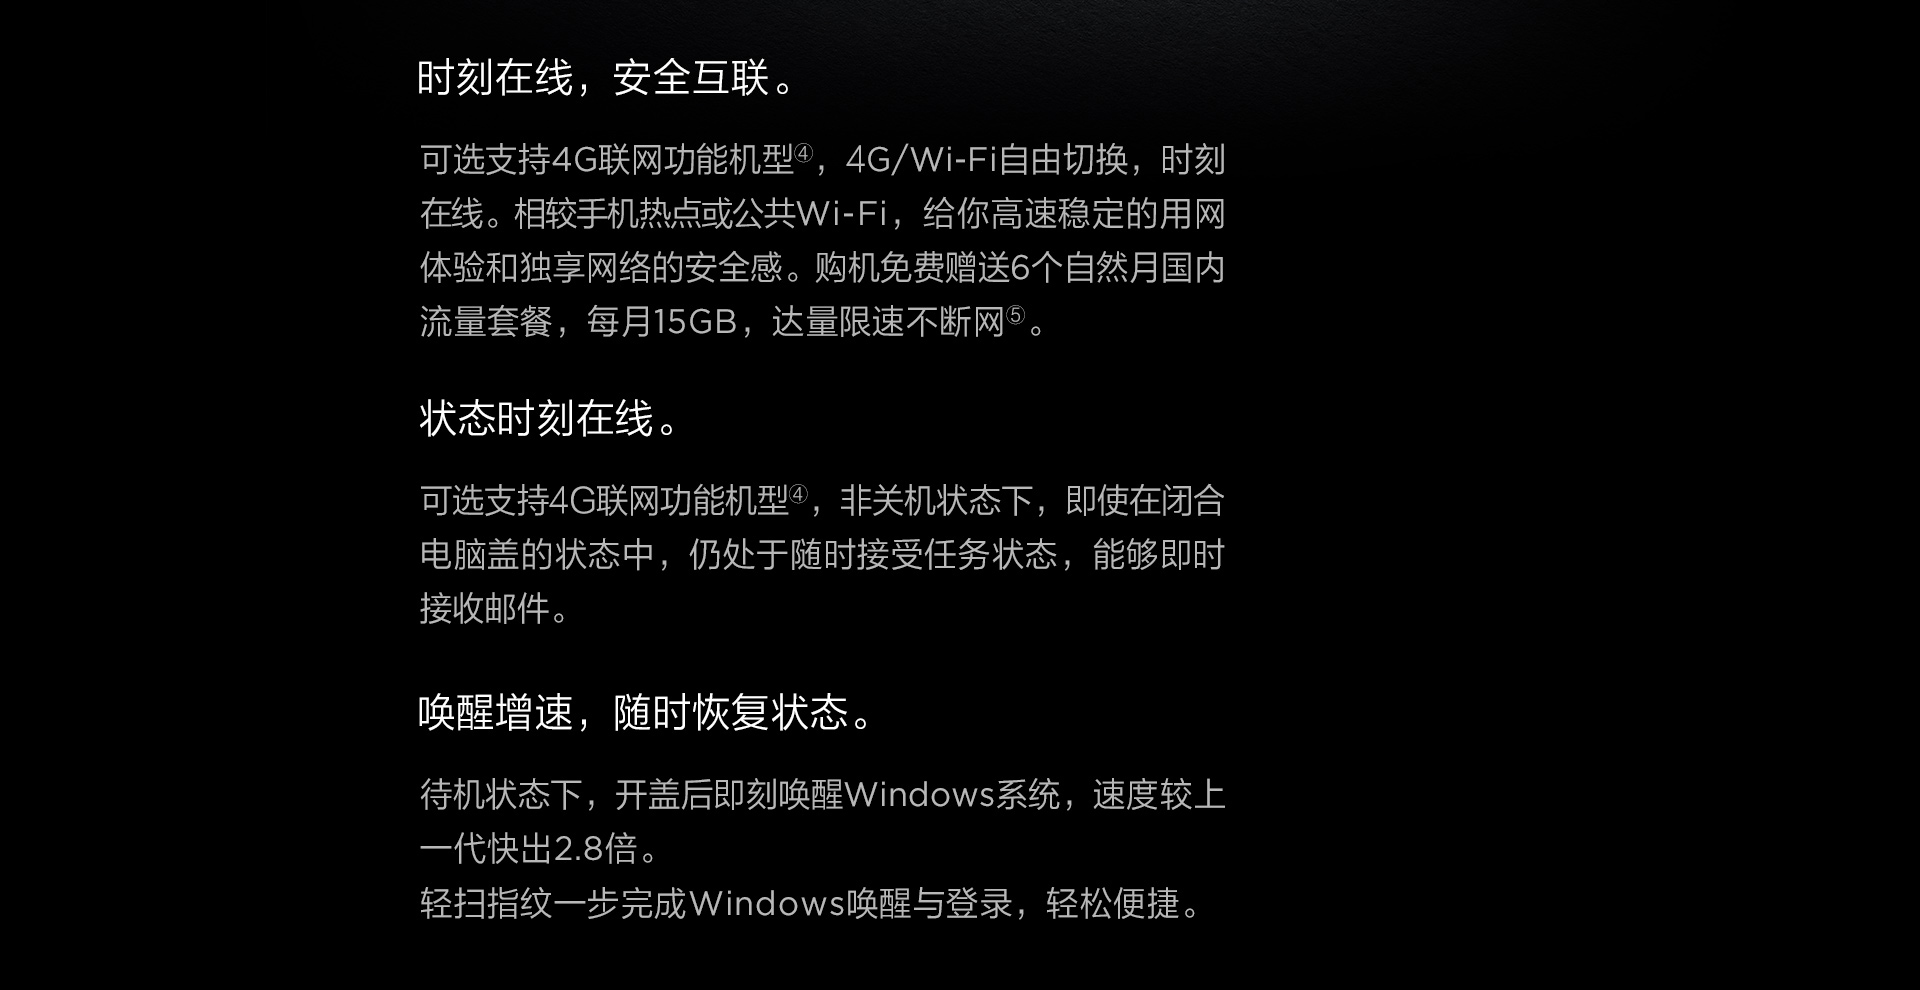 时刻在线，安全互联。
可选支持4G联网功能机型④，4G/Wi-Fi自由切换，时刻
在线。相较手机热点或公共Wi-Fi，给你高速稳定的用网
体验和独享网络的安全感。购机免费赠送6个自然月国内
流量套餐，每月15GB，达量限速不断网⑤。
状态时刻在线。
可选支持4G联网功能机型④，非关机状态下，即使在闭合
电脑盖的状态中，仍处于随时接受任务状态，能够即时
接收邮件。
唤醒增速，随时恢复状态。
待机状态下，开盖后即刻唤醒Windows系统，速度较上
一代快出2.8倍。
轻扫指纹一步完成Windows唤醒与登录，轻松便捷。